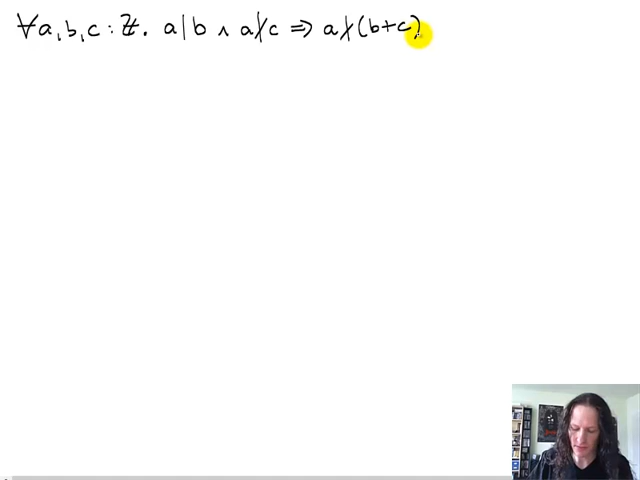 ∀a,b,c:ℤ. a|b ∧ a∤c ⇒ a∤(b+c)